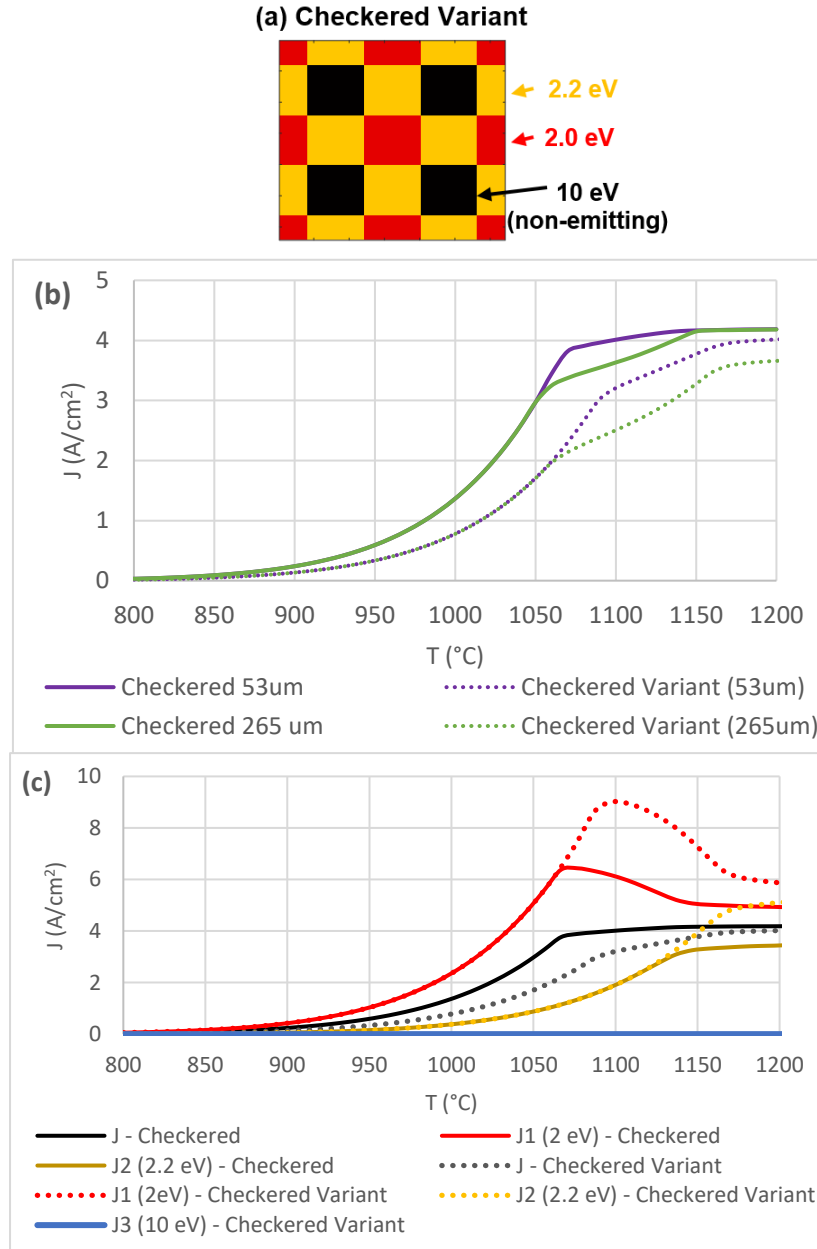 (a) Checkered Variant
2.2 eV
2.0 eV
10 eV
(non-emitting)
(b)
5
4
3
2
1
0
J (A/cm²)
800 850 900 950 1000 1050 1100 1150 1200
T (°C)
Checkered 53um Checkered Variant (53um)
Checkered 265 um Checkered Variant (265um)
(c)
10
8
6
4
2
0
J (A/cm²)
800 850 900 950 1000 1050 1100 1150 1200
T (°C)
J - Checkered J1 (2 eV) - Checkered
J2 (2.2 eV) - Checkered J - Checkered Variant
J1 (2eV) - Checkered Variant J2 (2.2 eV) - Checkered Variant
J3 (10 eV) - Checkered Variant